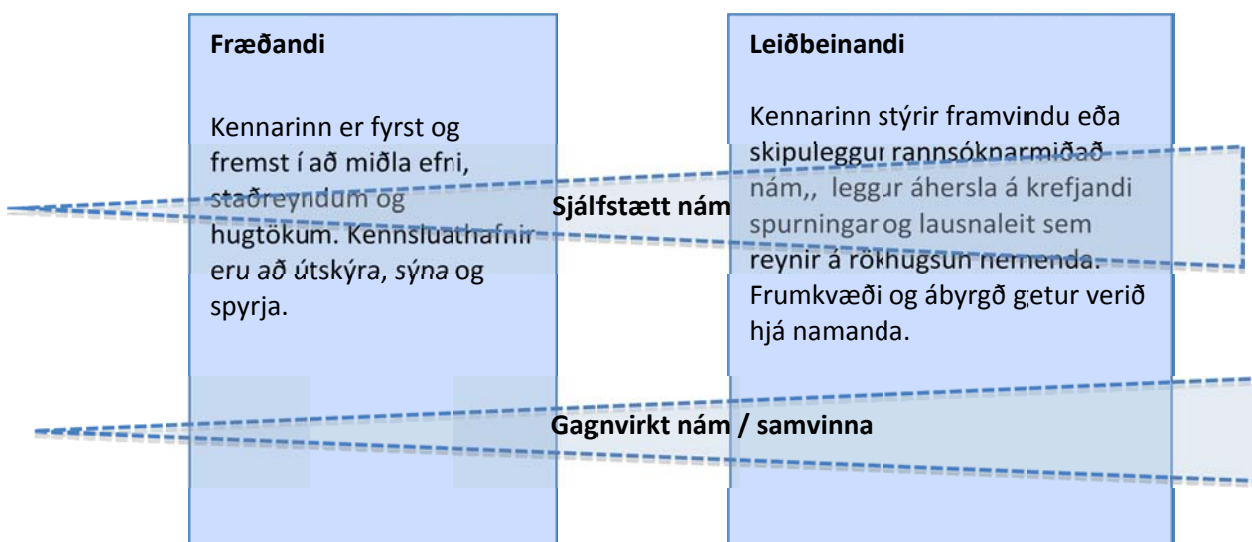 Fræðandi
Kennarinn er fyrst og
fremst í að miðla efni,
staðreyndum og
hugtökum. Kennsluathafnir
eru að útskýra, sýna og
spyrja.
Leiðbeinandi
Kennarinn stýrir framvindu eða
skipuleggur rannsóknarmiðað
nám,, leggur áhersla á krefjandi
spurningar og lausnaleit sem
reynir á rökhugsun nemenda.
Frumkvæði og ábyrgð getur verið
hjá namanda.
Sjálfstætt nám
Gagnvirkt nám / samvinna